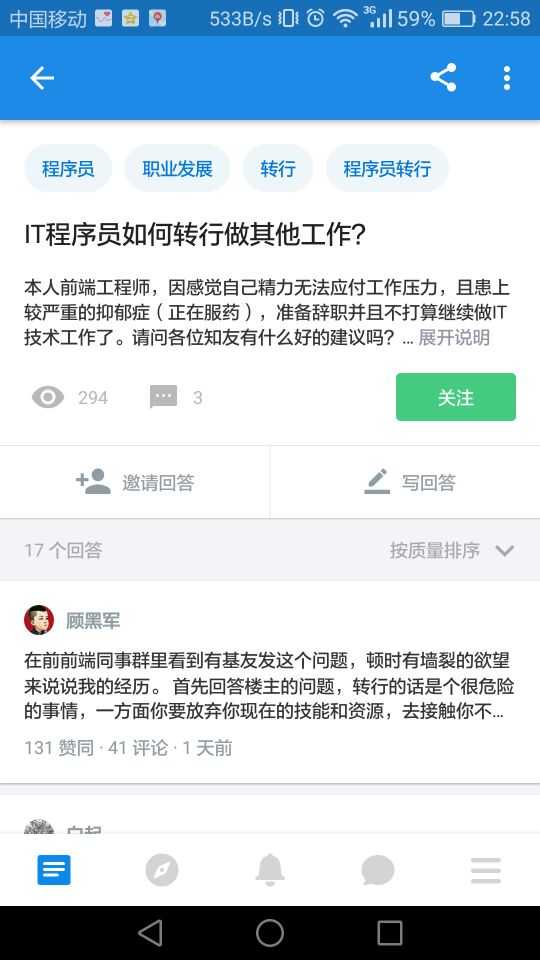 中国移动 533B/s 3G 59% 22:58
程序员 职业发展 转行 程序员转行
IT程序员如何转行做其他工作?
本人前端工程师，因感觉自己精力无法应付工作压力，且患上
较严重的抑郁症（正在服药），准备辞职并且不打算继续做IT
技术工作了。请问各位知友有什么好的建议吗？... 展开说明
294 3 关注
邀请回答 写回答
17 个回答 按质量排序
顾黑军
在前前端同事群里看到有基友发这个问题，顿时有墙裂的欲望
来说说我的经历。 首先回答楼主的问题，转行的话是个很危险
的事情，一方面你要放弃你现在的技能和资源，去接触你不...
131 赞同 · 41 评论 · 1 天前